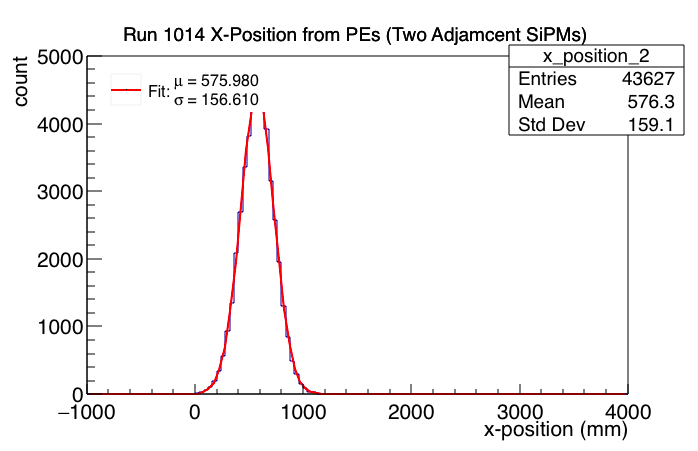 Run 1014 X-Position from PEs (Two Adjamcent SiPMs)
x_position_2
Entries 43627
Mean 576.3
Std Dev 159.1
Fit: μ = 575.980
σ = 156.610
count
5000
4000
3000
2000
1000
0
−1000 0 1000 2000 3000 4000
x-position (mm)